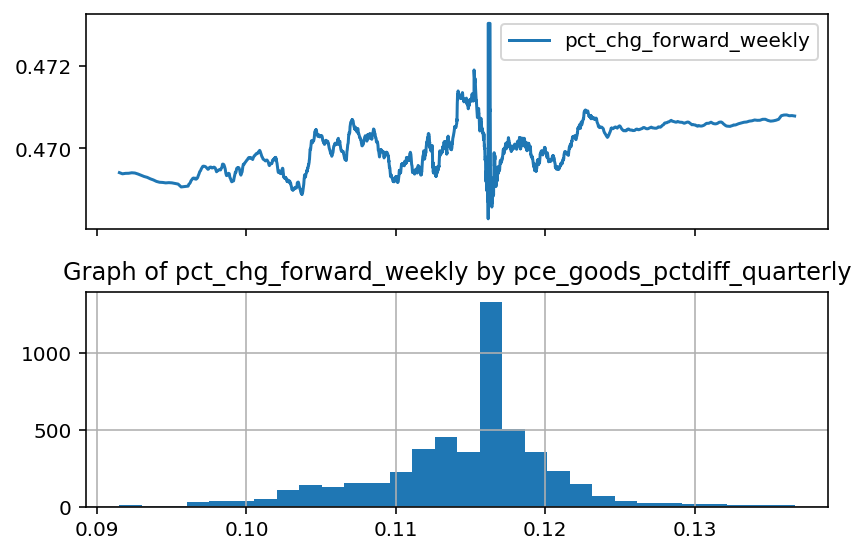 pct_chg_forward_weekly
0.472
0.470
Graph of pct_chg_forward_weekly by pce_goods_pctdiff_quarterly
1000
500
0
0.09 0.10 0.11 0.12 0.13